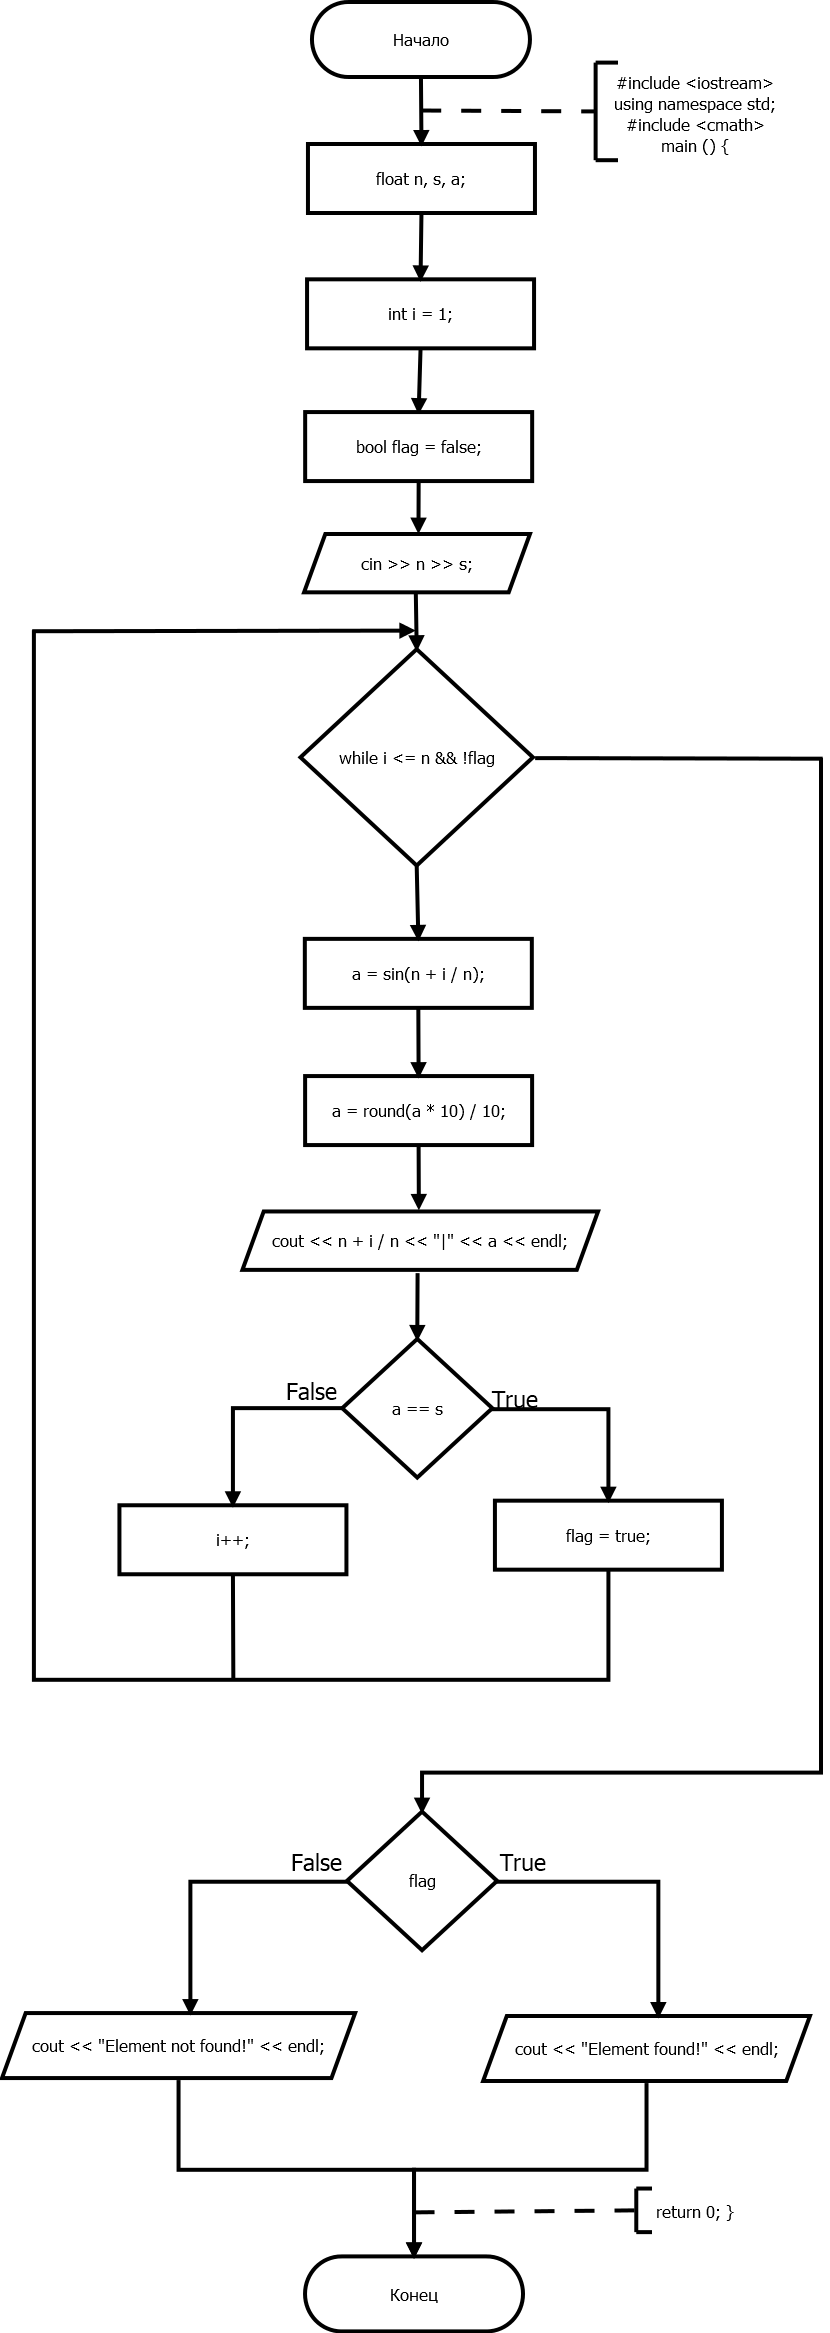 Начало
#include <iostream>
using namespace std;
#include <cmath>
main () {
float n, s, a;
int i = 1;
bool flag = false;
cin >> n >> s;
while i <= n && !flag
a = sin(n + i / n);
a = round(a * 10) / 10;
cout << n + i / n << "|" << a << endl;
False
a == s
True
i++;
flag = true;
False
flag
True
cout << "Element not found!" << endl;
cout << "Element found!" << endl;
return 0; }
Конец